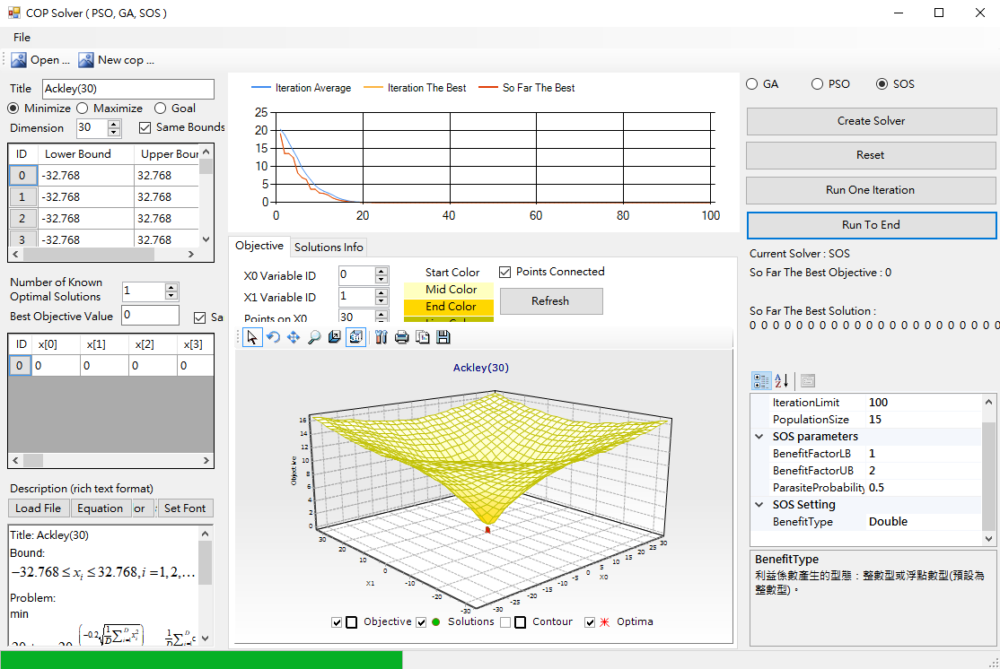 COP Solver ( PSO, GA, SOS )
File
Open ... New cop ...
Title Ackley(30)
Minimize Maximize Goal
Dimension 30 Same Bounds
ID Lower Bound Upper Bour
0 -32.768 32.768
1 -32.768 32.768
2 -32.768 32.768
3 -32.768 32.768
Number of Known
Optimal Solutions 1
Best Objective Value 0 Sa
ID x[0] x[1] x[2] x[3]
0 0 0 0 0
Description (rich text format)
Load File Equation or Set Font
Title: Ackley(30)
Bound:
−32.768 ≤ x_i ≤ 32.768, i = 1, 2, …
Problem:
min
Iteration Average Iteration The Best So Far The Best
25
20
15
10
5
0
0 20 40 60 80 100
Objective Solutions Info
X0 Variable ID 0 Start Color Points Connected
X1 Variable ID 1 Mid Color
End Color Refresh
Points on X0 30
Ackley(30)
16
14
12
10
8
6
4
2
0
Objective
30
20
10
0
-10
-20
-30
X1
-30 -25 -20 -15 -10 -5 0 5 10 15 20 25 30
X0
Objective Solutions Contour Optima
GA PSO SOS
Create Solver
Reset
Run One Iteration
Run To End
Current Solver : SOS
So Far The Best Objective : 0
So Far The Best Solution :
0 0 0 0 0 0 0 0 0 0 0 0 0 0 0 0 0 0 0 0 0 0
IterationLimit 100
PopulationSize 15
SOS parameters
BenefitFactorLB 1
BenefitFactorUB 2
ParasiteProbability 0.5
SOS Setting
BenefitType Double
BenefitType
利益係數產生的型態：整數型或浮點數型(預設為
整數型)。